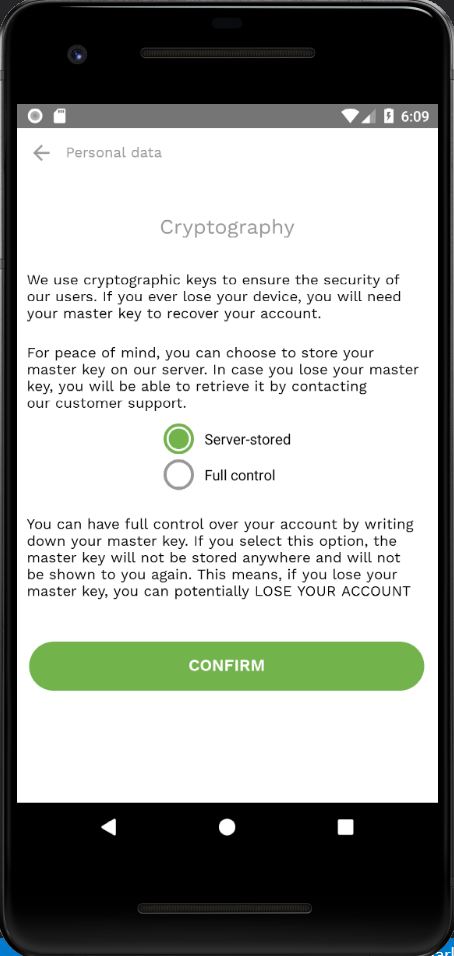 6:09
Personal data
Cryptography
We use cryptographic keys to ensure the security of
our users. If you ever lose your device, you will need
your master key to recover your account.
For peace of mind, you can choose to store your
master key on our server. In case you lose your master
key, you will be able to retrieve it by contacting
our customer support.
Server-stored
Full control
You can have full control over your account by writing
down your master key. If you select this option, the
master key will not be stored anywhere and will not
be shown to you again. This means, if you lose your
master key, you can potentially LOSE YOUR ACCOUNT
CONFIRM